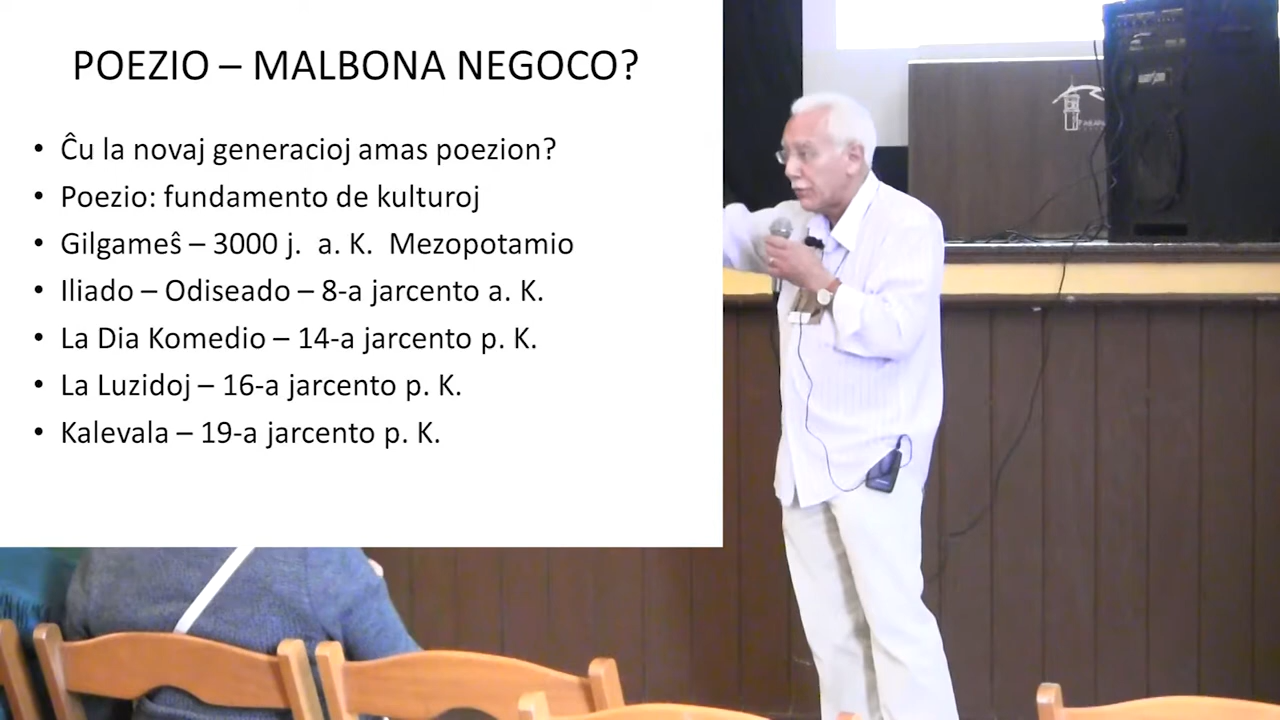 POEZIO – MALBONA NEGOCO?
• Ĉu la novaj generacioj amas poezion?
• Poezio: fundamento de kulturoj
• Gilgameŝ – 3000 j. a. K. Mezopotamio
• Iliado – Odiseado – 8-a jarcento a. K.
• La Dia Komedio – 14-a jarcento p. K.
• La Luzidoj – 16-a jarcento p. K.
• Kalevala – 19-a jarcento p. K.